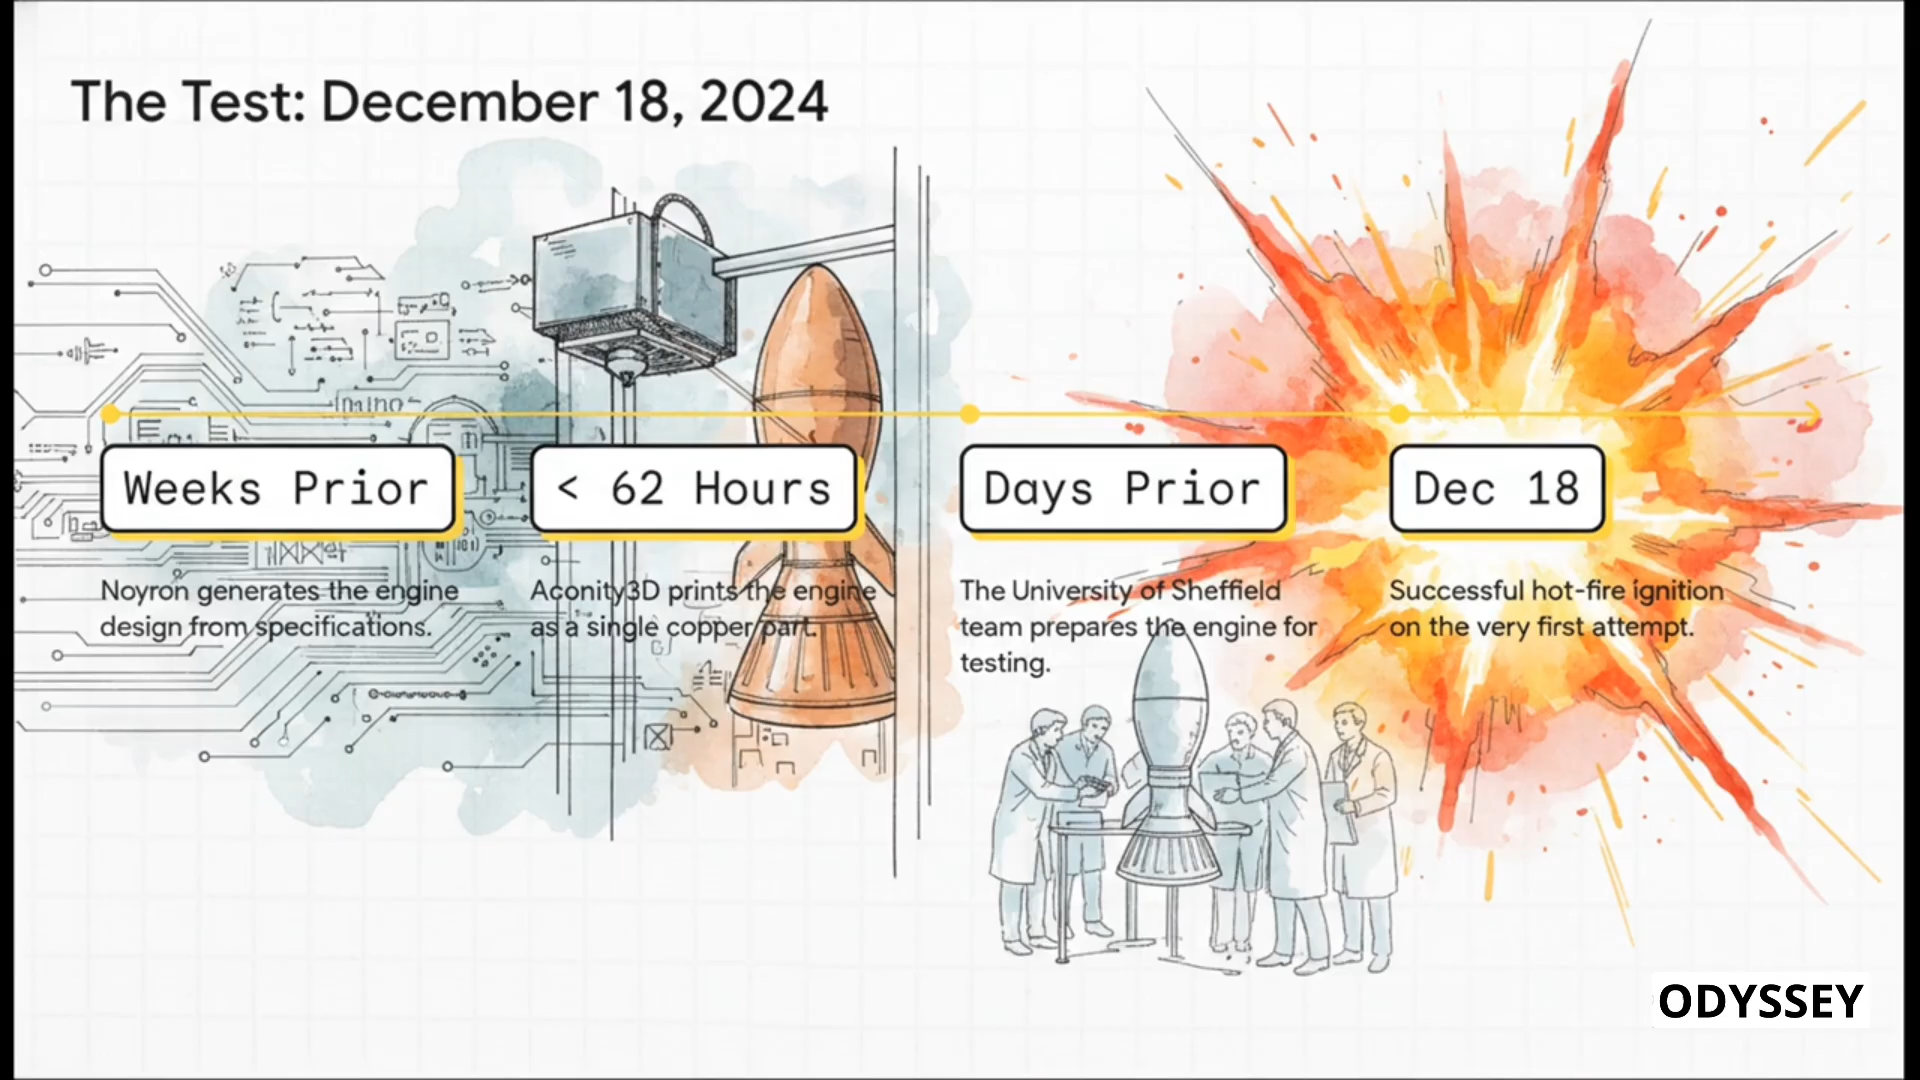 The Test: December 18, 2024
Weeks Prior
Noyron generates the engine
design from specifications.
< 62 Hours
Aconity3D prints the engine
as a single copper part.
Days Prior
The University of Sheffield
team prepares the engine for
testing.
Dec 18
Successful hot-fire ignition
on the very first attempt.
ODYSSEY